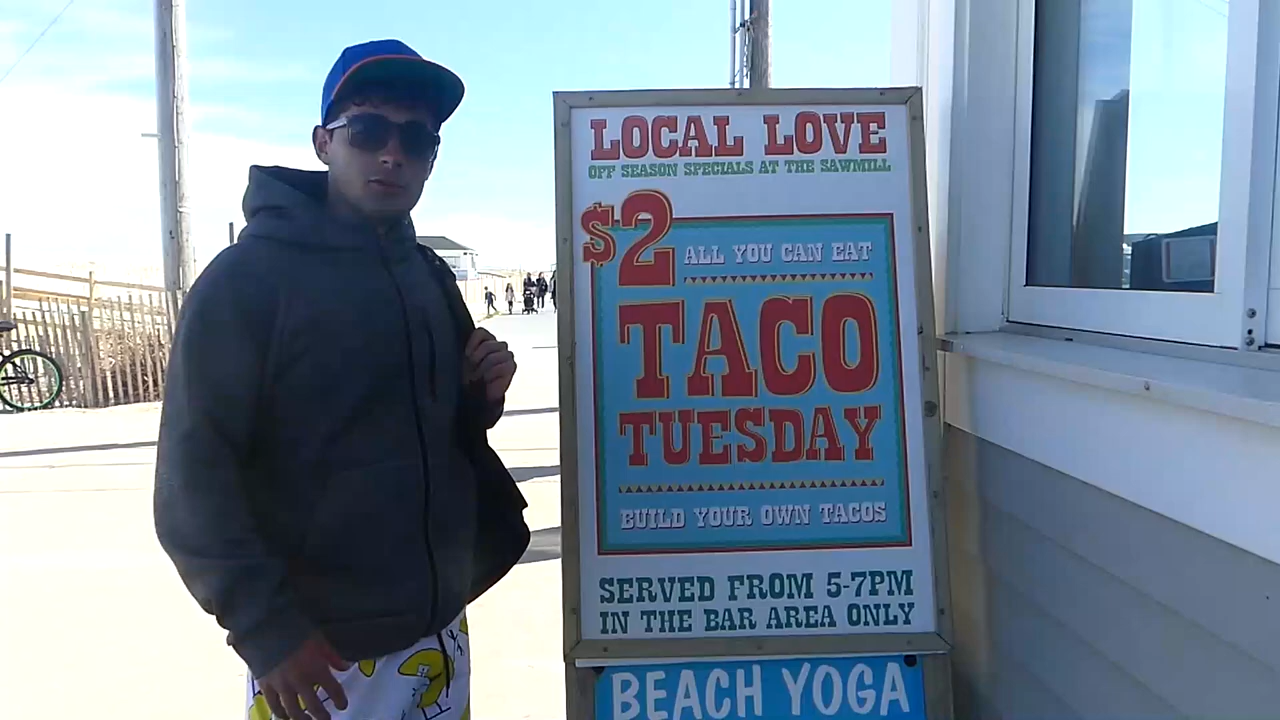 LOCAL LOVE
OFF SEASON SPECIALS AT THE SAWMILL
$2 ALL YOU CAN EAT
TACO
TUESDAY
BUILD YOUR OWN TACOS
SERVED FROM 5-7PM
IN THE BAR AREA ONLY
BEACH YOGA